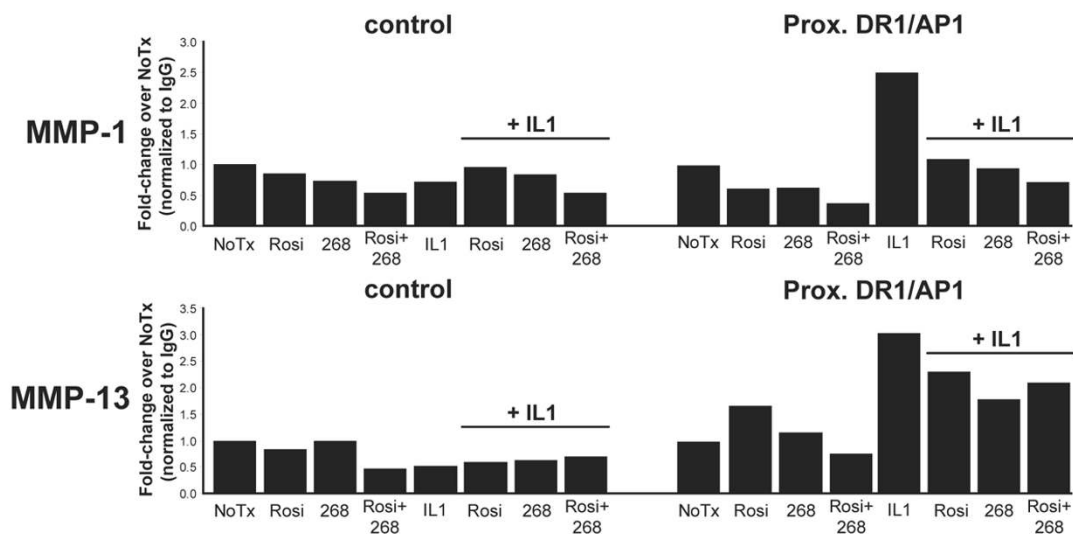 control
Prox. DR1/AP1
MMP-1
Fold-change over NoTx
(normalized to IgG)
3.0
2.5
2.0
1.5
1.0
0.5
0.0
+ IL1
+ IL1
NoTx Rosi 268 Rosi+ 268 IL1 Rosi 268 Rosi+ 268
NoTx Rosi 268 Rosi+ 268 IL1 Rosi 268 Rosi+ 268
control
Prox. DR1/AP1
MMP-13
Fold-change over NoTx
(normalized to IgG)
3.5
3.0
2.5
2.0
1.5
1.0
0.5
0.0
+ IL1
+ IL1
NoTx Rosi 268 Rosi+ 268 IL1 Rosi 268 Rosi+ 268
NoTx Rosi 268 Rosi+ 268 IL1 Rosi 268 Rosi+ 268